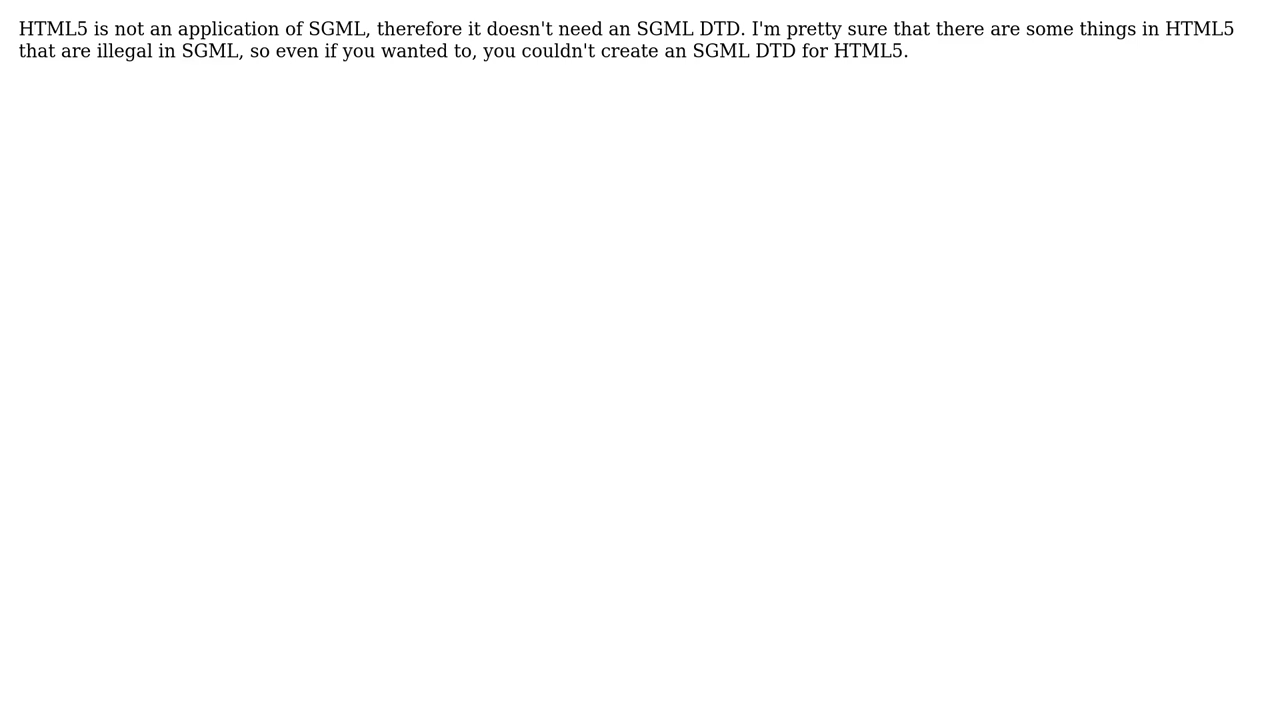 HTML5 is not an application of SGML, therefore it doesn't need an SGML DTD. I'm pretty sure that there are some things in HTML5
that are illegal in SGML, so even if you wanted to, you couldn't create an SGML DTD for HTML5.